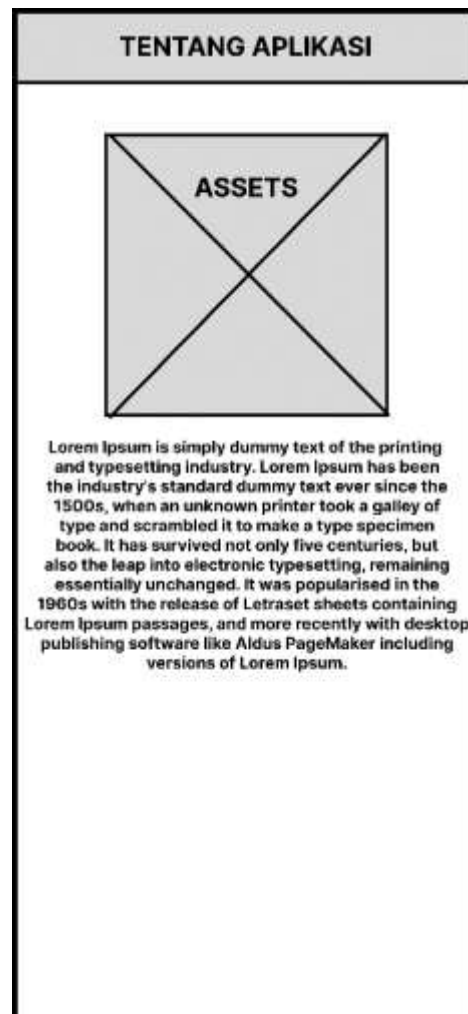 TENTANG APLIKASI
ASSETS
Lorem Ipsum is simply dummy text of the printing
and typesetting industry. Lorem Ipsum has been
the industry's standard dummy text ever since the
1500s, when an unknown printer took a galley of
type and scrambled it to make a type specimen
book. It has survived not only five centuries, but
also the leap into electronic typesetting, remaining
essentially unchanged. It was popularised in the
1960s with the release of Letraset sheets containing
Lorem Ipsum passages, and more recently with desktop
publishing software like Aldus PageMaker including
versions of Lorem Ipsum.